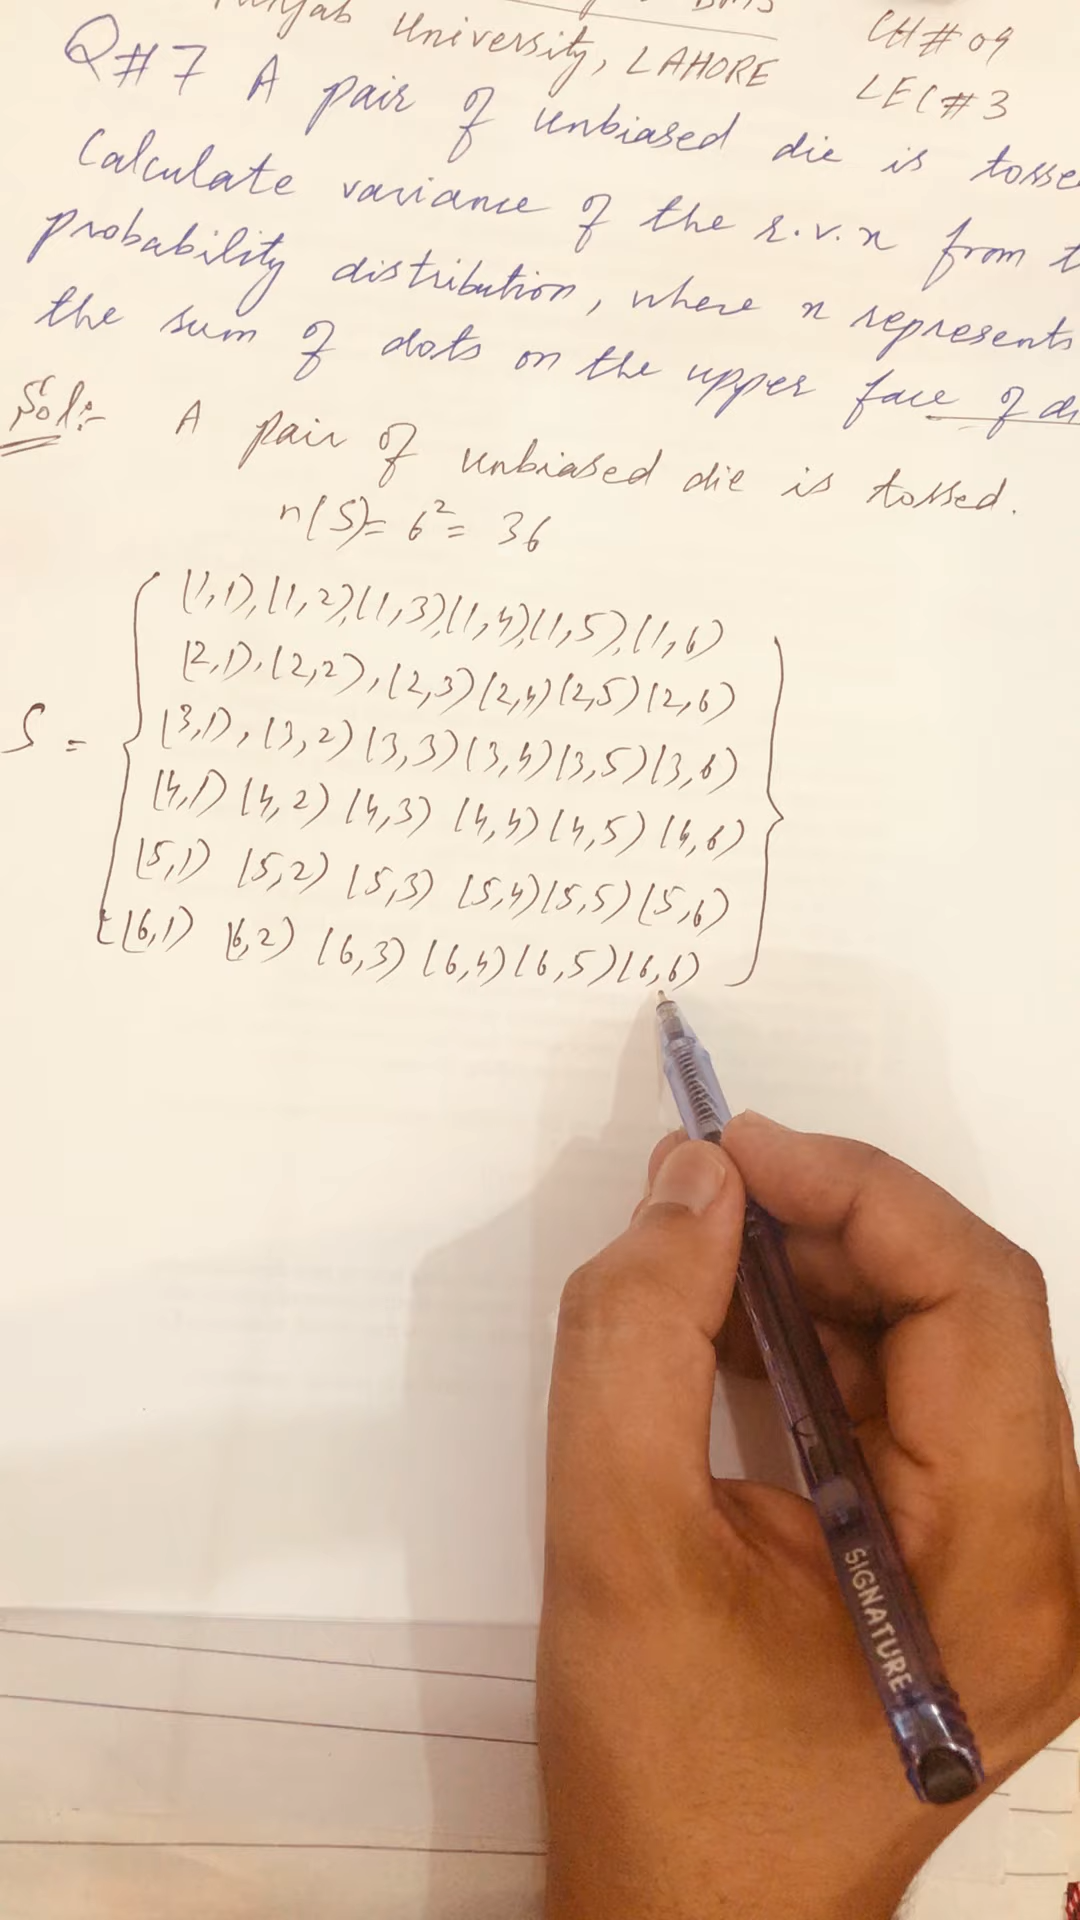 University, LAHORE
CH# 09
LEC#3
Q#7 A pair of unbiased die is tosse
Calculate variance of the r.v.x from t
probability distribution, where x represents
the sum of dots on the upper face of
Sol:- A pair of unbiased die is tossed.
n(S)= 6²= 36
(1,1), (1,2), (1,3), (1,4), (1,5), (1,6)
(2,1), (2,2), (2,3) (2,4) (2,5) (2,6)
S = (3,1), (3,2) (3,3) (3,4) (3,5) (3,6)
(4,1) (4,2) (4,3) (4,4) (4,5) (4,6)
(5,1) (5,2) (5,3) (5,4) (5,5) (5,6)
(6,1) (6,2) (6,3) (6,4) (6,5) (6,6)
SIGNATURE